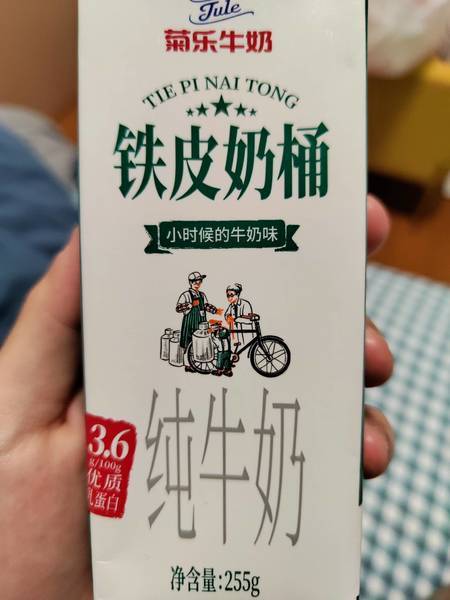 Jule
菊乐牛奶
TIE PI NAI TONG
铁皮奶桶
小时候的牛奶味
纯牛奶
3.6
g/100g
优质
乳蛋白
净含量:255g